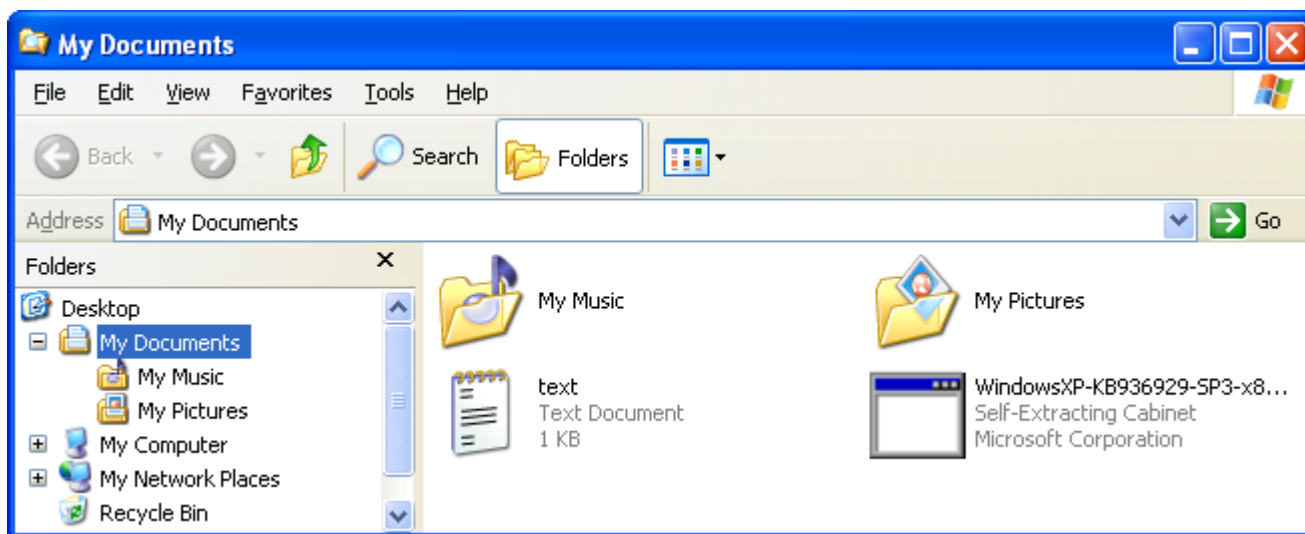 My Documents
File Edit View Favorites Tools Help
Back Search Folders
Address My Documents Go
Folders
Desktop
My Documents
My Music
My Pictures
My Computer
My Network Places
Recycle Bin
My Music
My Pictures
text
Text Document
1 KB
WindowsXP-KB936929-SP3-x8...
Self-Extracting Cabinet
Microsoft Corporation